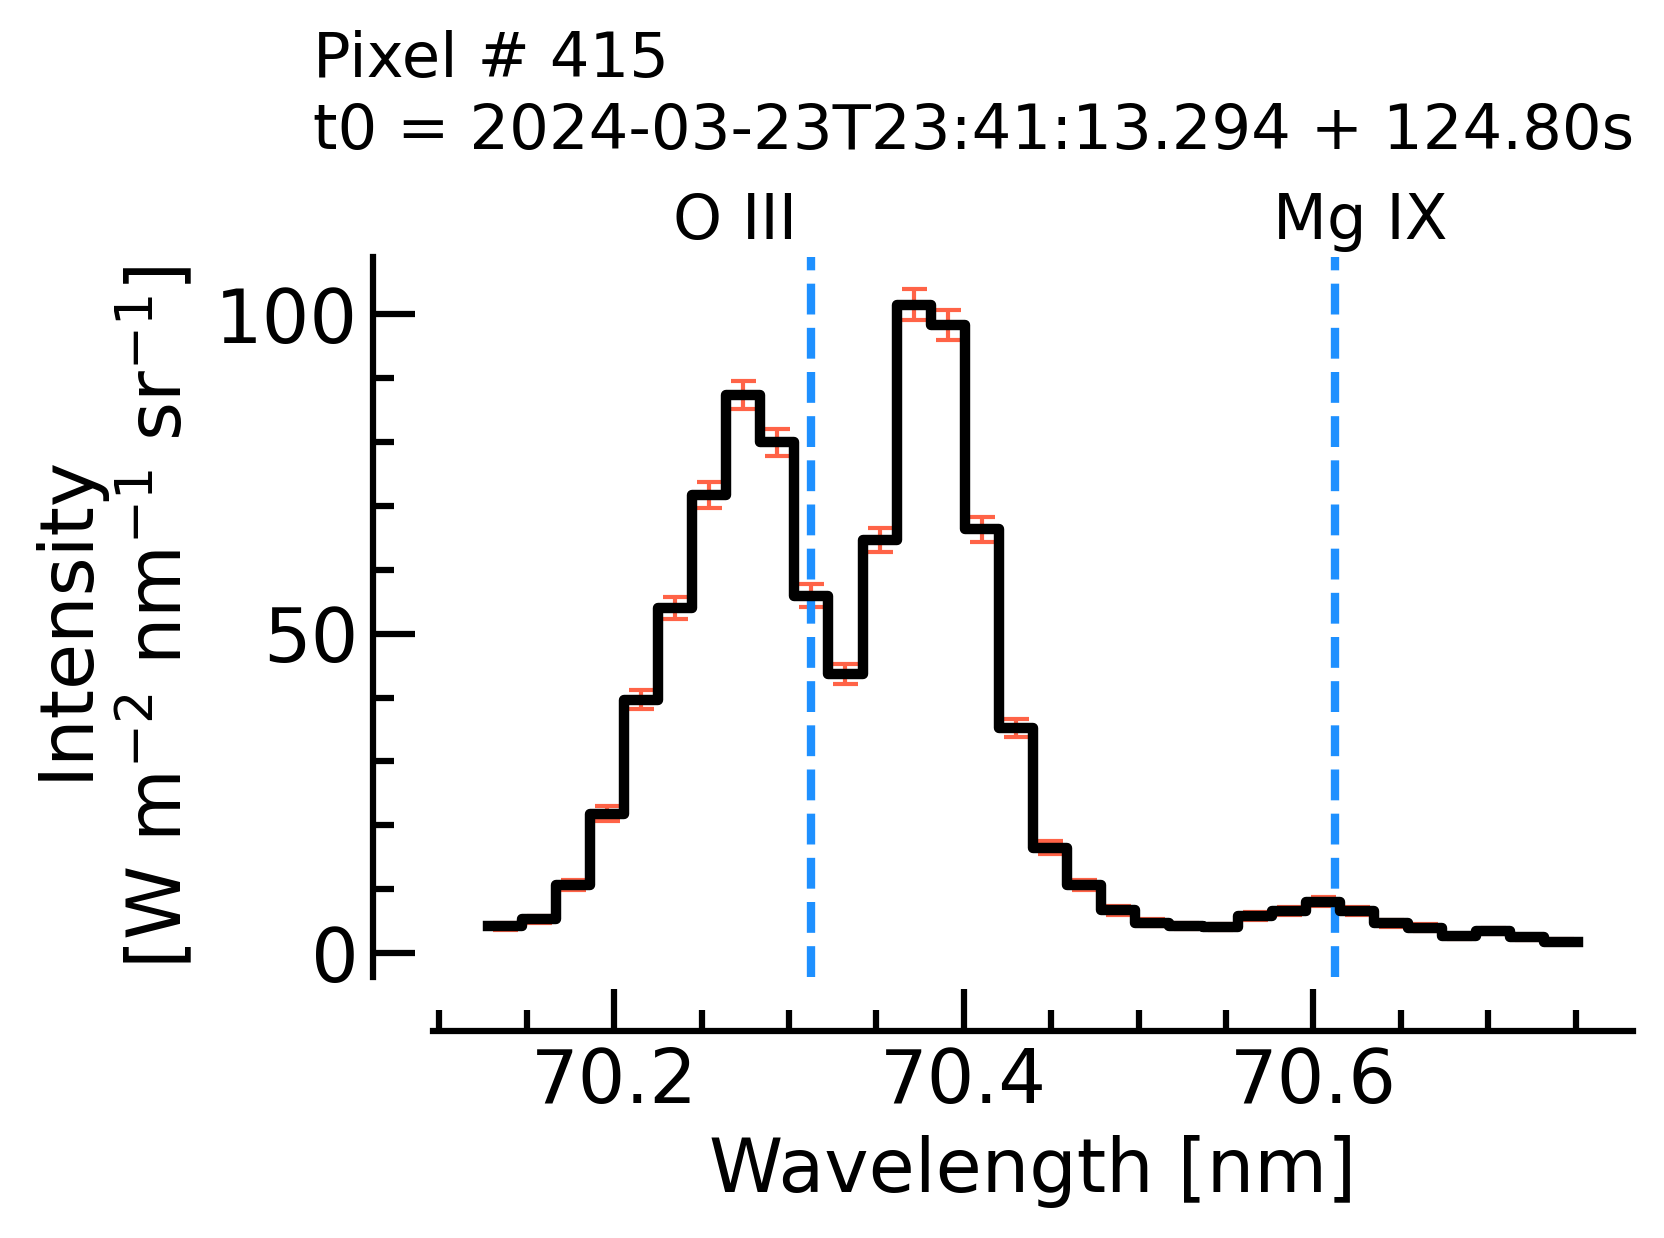 Pixel # 415
t0 = 2024-03-23T23:41:13.294 + 124.80s
O III
Mg IX
Intensity
[W m⁻² nm⁻¹ sr⁻¹]
100
50
0
70.2
70.4
70.6
Wavelength [nm]